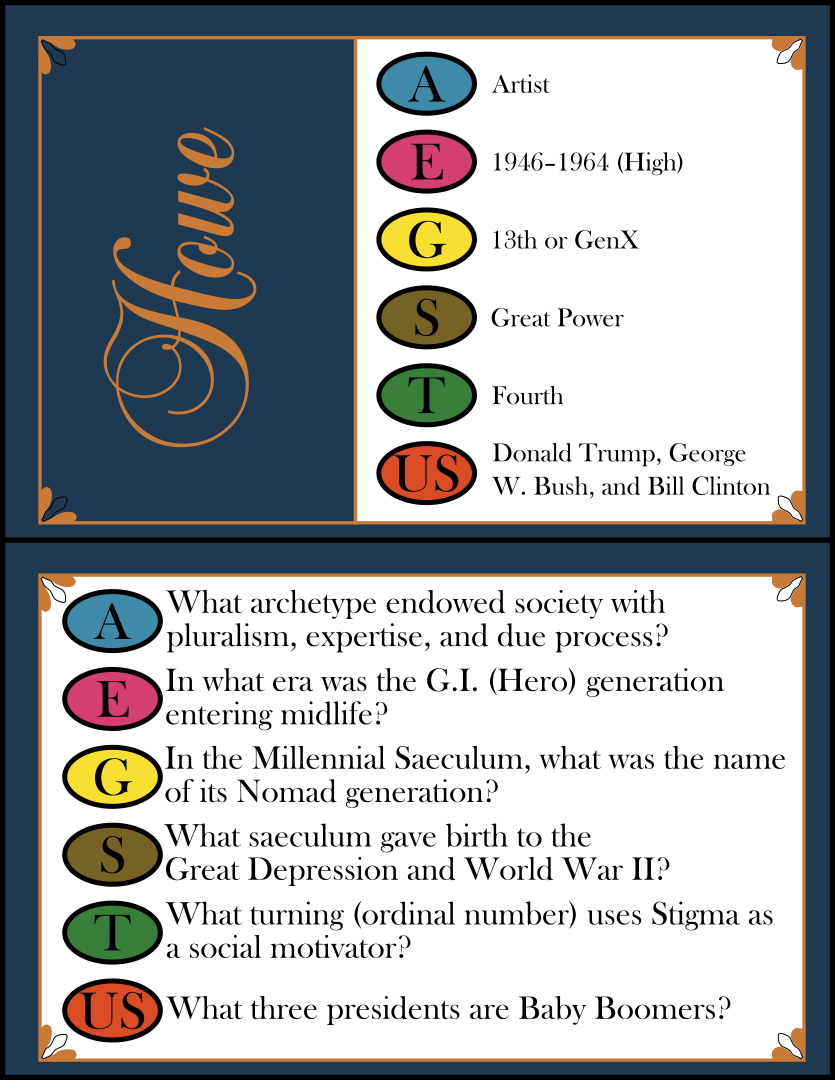 Howe
A
Artist
E
1946–1964 (High)
G
13th or GenX
S
Great Power
T
Fourth
US
Donald Trump, George
W. Bush, and Bill Clinton
A
What archetype endowed society with
pluralism, expertise, and due process?
E
In what era was the G.I. (Hero) generation
entering midlife?
G
In the Millennial Saeculum, what was the name
of its Nomad generation?
S
What saeculum gave birth to the
Great Depression and World War II?
T
What turning (ordinal number) uses Stigma as
a social motivator?
US
What three presidents are Baby Boomers?